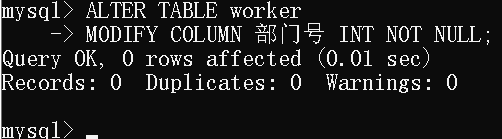 mysql> ALTER TABLE worker
    -> MODIFY COLUMN 部门号 INT NOT NULL;
Query OK, 0 rows affected (0.01 sec)
Records: 0  Duplicates: 0  Warnings: 0
mysql>